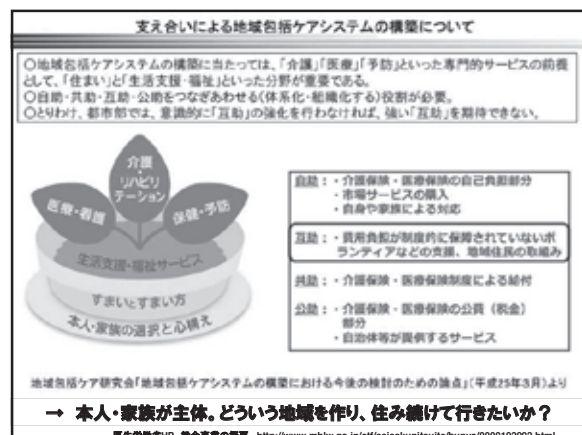 支え合いによる地域包括ケアシステムの構築について
○地域包括ケアシステムの構築に当たっては、「介護」「医療」「予防」といった専門的サービスの前提
として、「住まい」と「生活支援・福祉」といった分野が重要である。
○自助・共助・互助・公助をつなぎあわせる(体系化・組織化する)役割が必要。
○とりわけ、都市部では、意識的に「互助」の強化を行わなければ、強い「互助」を期待できない。
介護
・
リハビリ
テーション
医療・看護
保健・予防
生活支援・福祉サービス
すまいとすまい方
本人・家族の選択と心構え
自助:・介護保険・医療保険の自己負担部分
・市場サービスの購入
・自身や家族による対応
互助:・費用負担が制度的に保障されていないボ
ランティアなどの支援、地域住民の取組み
共助:・介護保険・医療保険制度による給付
公助:・介護保険・医療保険の公費(税金)
部分
・自治体等が提供するサービス
地域包括ケア研究会「地域包括ケアシステムの構築における今後の検討のための論点」(平成25年3月)より
→ 本人・家族が主体。どういう地域を作り、住み続けて行きたいか?